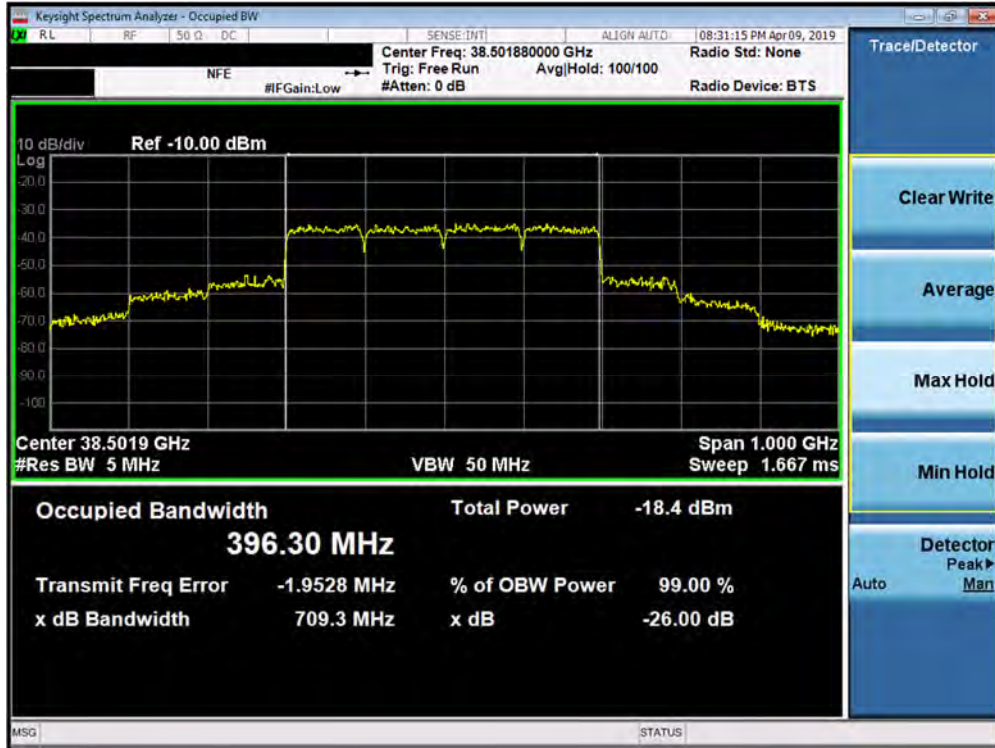 Keysight Spectrum Analyzer - Occupied BW
LXI RL RF 50 Ω DC SENSE:INT ALIGN AUTO 08:31:15 PM Apr 09, 2019
Center Freq: 38.501880000 GHz Radio Std: None
NFE Trig: Free Run Avg|Hold: 100/100
#IFGain:Low #Atten: 0 dB Radio Device: BTS
10 dB/div Ref -10.00 dBm
Log
-20.0
-30.0
-40.0
-50.0
-60.0
-70.0
-80.0
-90.0
-100
Center 38.5019 GHz Span 1.000 GHz
#Res BW 5 MHz VBW 50 MHz Sweep 1.667 ms
Occupied Bandwidth Total Power -18.4 dBm
396.30 MHz
Transmit Freq Error -1.9528 MHz % of OBW Power 99.00 %
x dB Bandwidth 709.3 MHz x dB -26.00 dB
MSG STATUS
Trace/Detector
Clear Write
Average
Max Hold
Min Hold
Detector
Peak▶
Auto Man